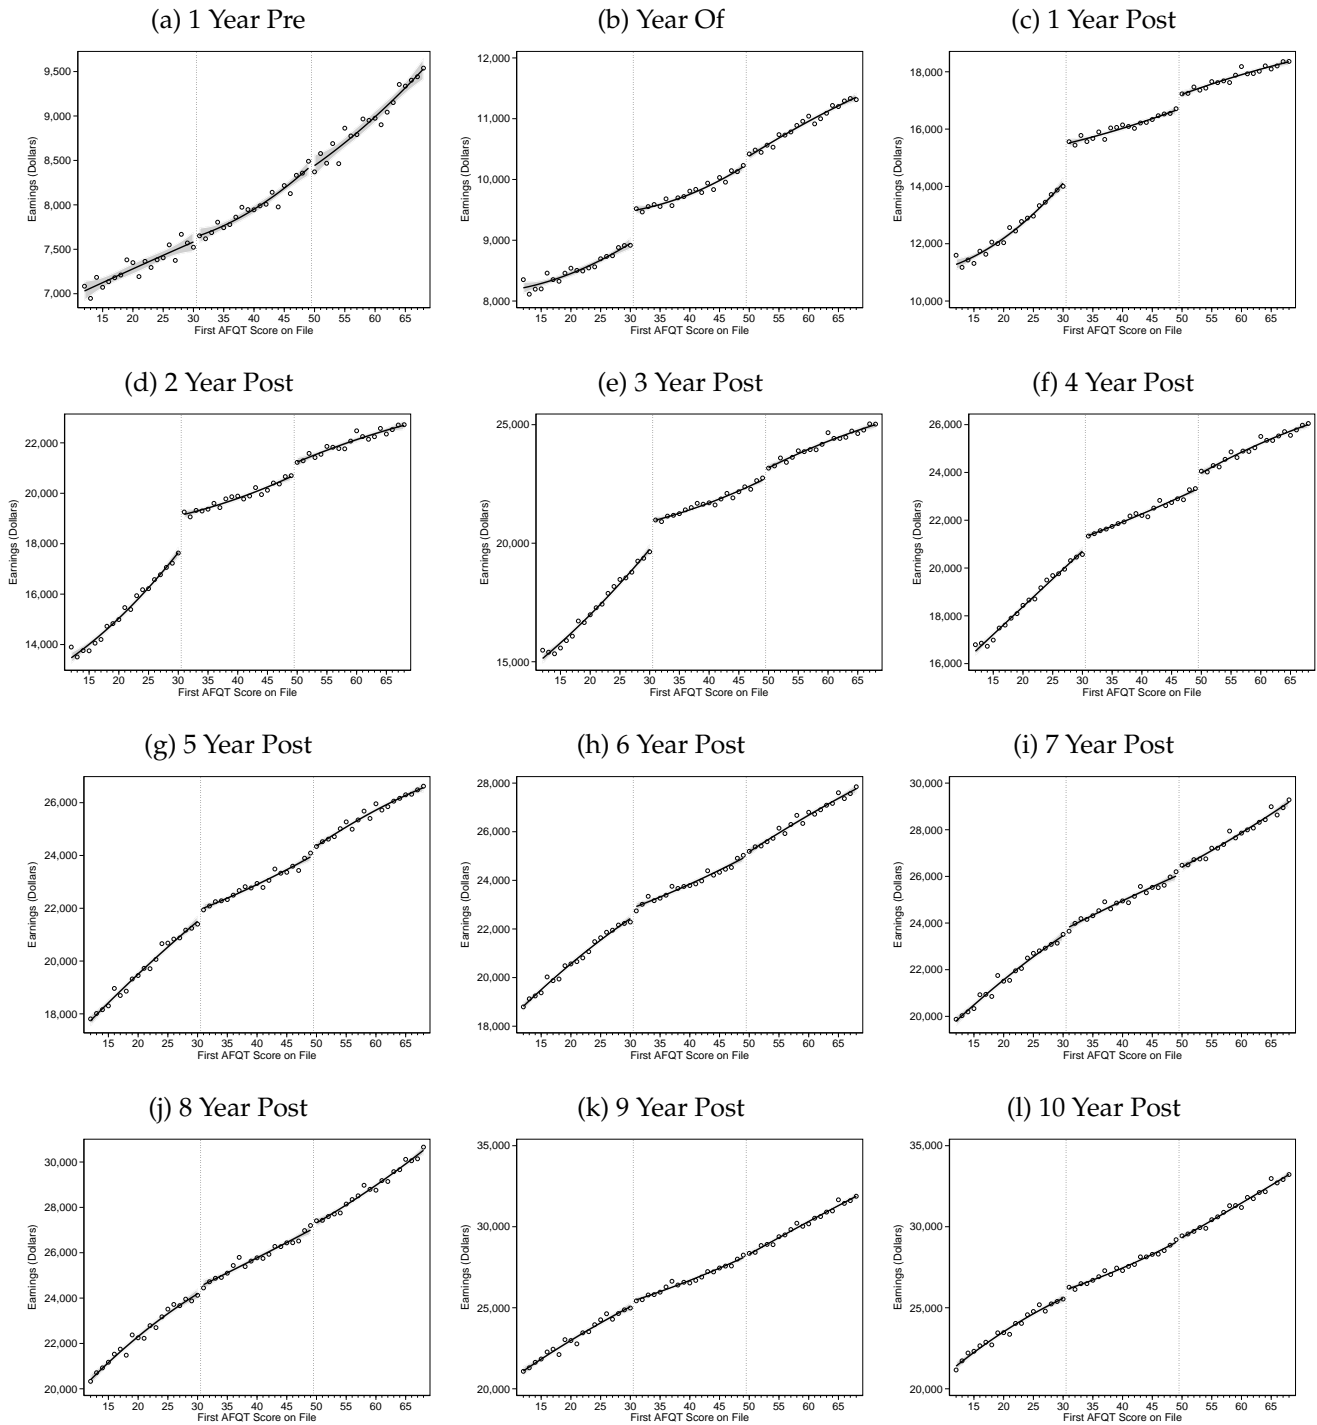 (a) 1 Year Pre
Earnings (Dollars)
9,500
9,000
8,500
8,000
7,500
7,000
15 20 25 30 35 40 45 50 55 60 65
First AFQT Score on File
(b) Year Of
Earnings (Dollars)
12,000
11,000
10,000
9,000
8,000
15 20 25 30 35 40 45 50 55 60 65
First AFQT Score on File
(c) 1 Year Post
Earnings (Dollars)
18,000
16,000
14,000
12,000
10,000
15 20 25 30 35 40 45 50 55 60 65
First AFQT Score on File
(d) 2 Year Post
Earnings (Dollars)
22,000
20,000
18,000
16,000
14,000
15 20 25 30 35 40 45 50 55 60 65
First AFQT Score on File
(e) 3 Year Post
Earnings (Dollars)
25,000
20,000
15,000
15 20 25 30 35 40 45 50 55 60 65
First AFQT Score on File
(f) 4 Year Post
Earnings (Dollars)
26,000
24,000
22,000
20,000
18,000
16,000
15 20 25 30 35 40 45 50 55 60 65
First AFQT Score on File
(g) 5 Year Post
Earnings (Dollars)
26,000
24,000
22,000
20,000
18,000
15 20 25 30 35 40 45 50 55 60 65
First AFQT Score on File
(h) 6 Year Post
Earnings (Dollars)
28,000
26,000
24,000
22,000
20,000
18,000
15 20 25 30 35 40 45 50 55 60 65
First AFQT Score on File
(i) 7 Year Post
Earnings (Dollars)
30,000
28,000
26,000
24,000
22,000
20,000
15 20 25 30 35 40 45 50 55 60 65
First AFQT Score on File
(j) 8 Year Post
Earnings (Dollars)
30,000
28,000
26,000
24,000
22,000
20,000
15 20 25 30 35 40 45 50 55 60 65
First AFQT Score on File
(k) 9 Year Post
Earnings (Dollars)
35,000
30,000
25,000
20,000
15 20 25 30 35 40 45 50 55 60 65
First AFQT Score on File
(l) 10 Year Post
Earnings (Dollars)
35,000
30,000
25,000
20,000
15 20 25 30 35 40 45 50 55 60 65
First AFQT Score on File